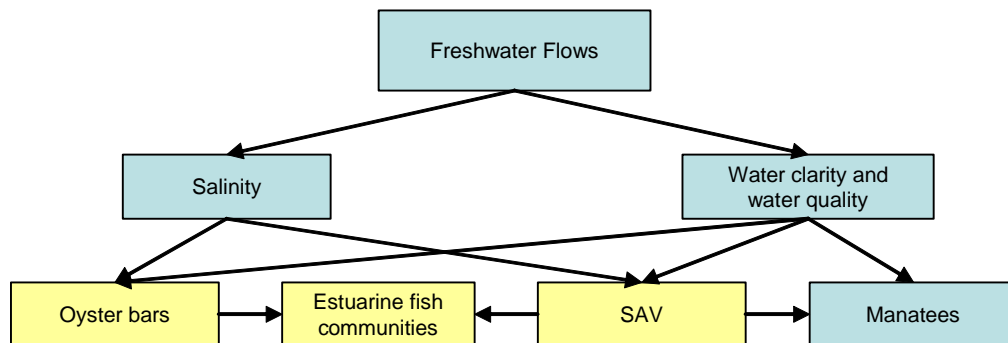 Freshwater Flows
Salinity
Water clarity and
water quality
Oyster bars
Estuarine fish
communities
SAV
Manatees